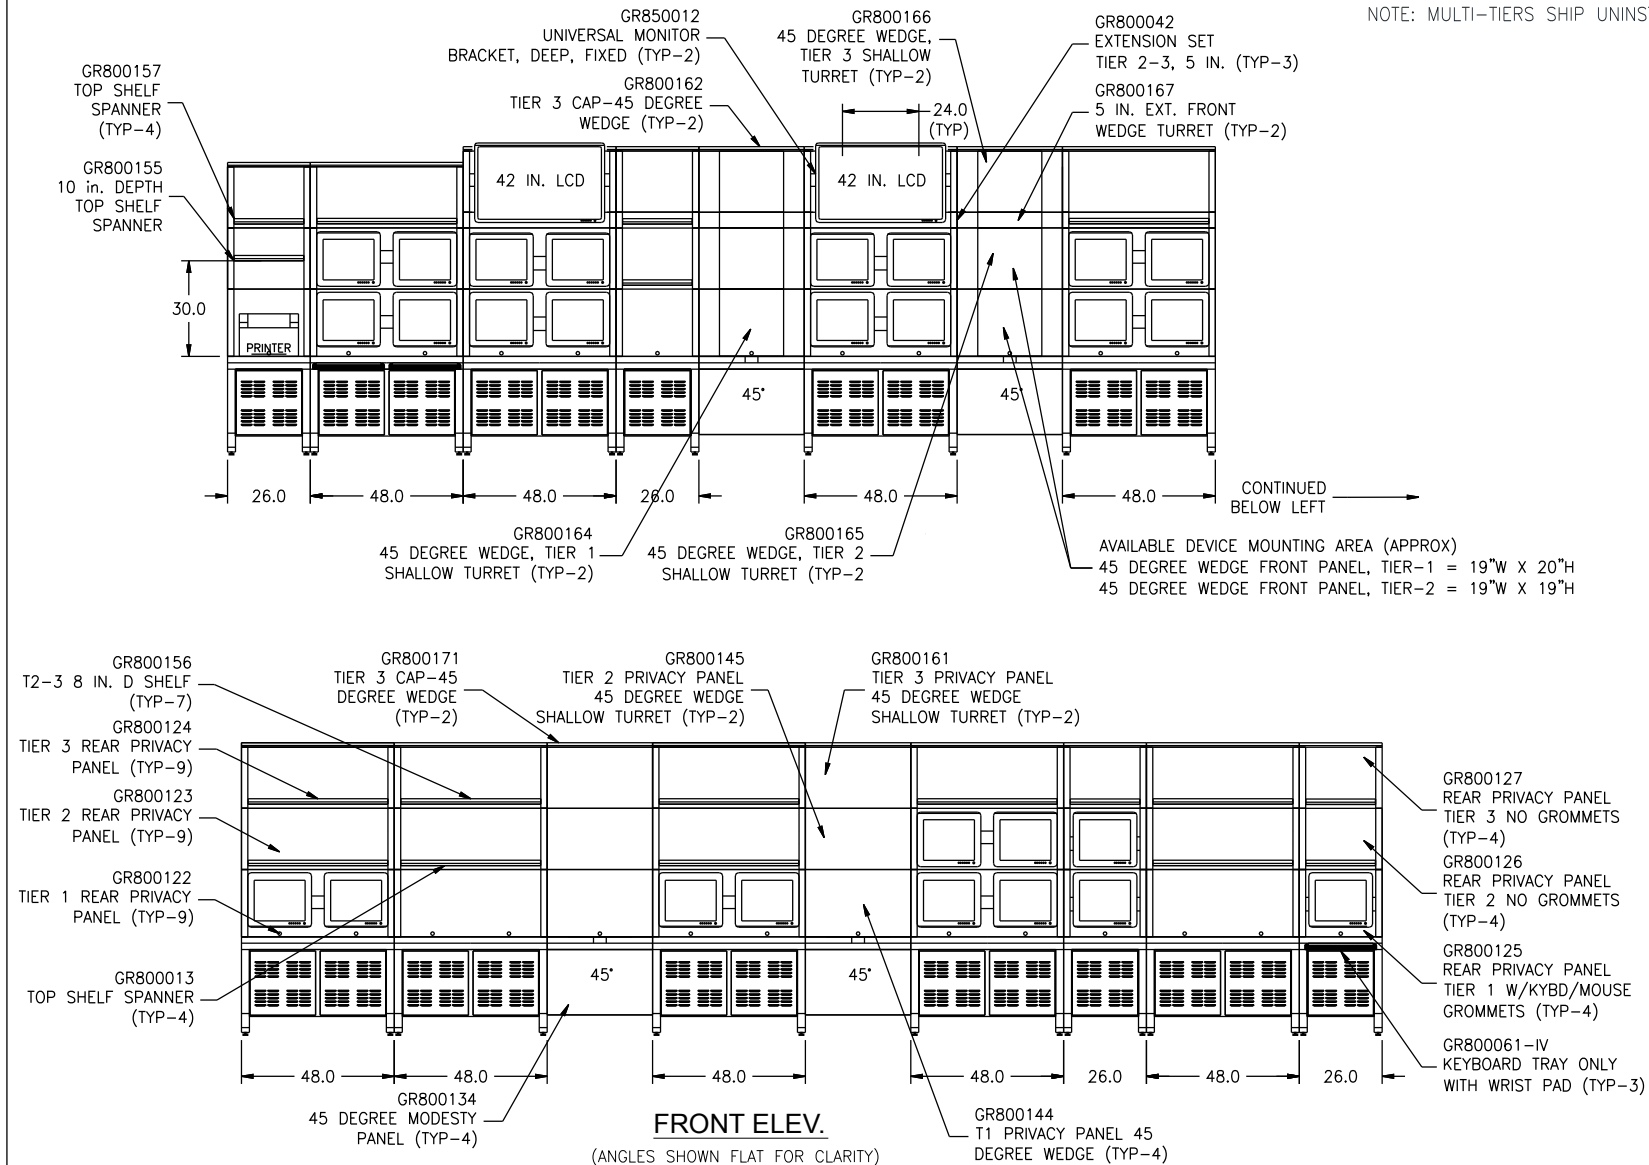 NOTE: MULTI-TIERS SHIP
GR850012
UNIVERSAL MONITOR
BRACKET, DEEP, FIXED (TYP-2)
GR800166
45 DEGREE WEDGE,
TIER 3 SHALLOW
TURRET (TYP-2)
GR800042
EXTENSION SET
TIER 2-3, 5 IN. (TYP-3)
GR800157
TOP SHELF
SPANNER
(TYP-4)
GR800162
TIER 3 CAP-45 DEGREE
WEDGE (TYP-2)
24.0
(TYP)
GR800167
5 IN. EXT. FRONT
WEDGE TURRET (TYP-2)
GR800155
10 in. DEPTH
TOP SHELF
SPANNER
42 IN. LCD
42 IN. LCD
30.0
PRINTER
45°
45°
26.0
48.0
48.0
26.0
48.0
48.0
CONTINUED
BELOW LEFT
GR800164
45 DEGREE WEDGE, TIER 1
SHALLOW TURRET (TYP-2)
GR800165
45 DEGREE WEDGE, TIER 2
SHALLOW TURRET (TYP-2
AVAILABLE DEVICE MOUNTING AREA (APPROX)
45 DEGREE WEDGE FRONT PANEL, TIER-1 = 19"W X 20"H
45 DEGREE WEDGE FRONT PANEL, TIER-2 = 19"W X 19"H
GR800156
T2-3 8 IN. D SHELF
(TYP-7)
GR800171
TIER 3 CAP-45
DEGREE WEDGE
(TYP-2)
GR800145
TIER 2 PRIVACY PANEL
45 DEGREE WEDGE
SHALLOW TURRET (TYP-2)
GR800161
TIER 3 PRIVACY PANEL
45 DEGREE WEDGE
SHALLOW TURRET (TYP-2)
GR800124
TIER 3 REAR PRIVACY
PANEL (TYP-9)
GR800123
TIER 2 REAR PRIVACY
PANEL (TYP-9)
GR800122
TIER 1 REAR PRIVACY
PANEL (TYP-9)
GR800013
TOP SHELF SPANNER
(TYP-4)
GR800127
REAR PRIVACY PANEL
TIER 3 NO GROMMETS
(TYP-4)
GR800126
REAR PRIVACY PANEL
TIER 2 NO GROMMETS
(TYP-4)
GR800125
REAR PRIVACY PANEL
TIER 1 W/KYBD/MOUSE
GROMMETS (TYP-4)
GR800061-IV
KEYBOARD TRAY ONLY
WITH WRIST PAD (TYP-3)
45°
45°
48.0
48.0
48.0
48.0
26.0
48.0
26.0
GR800134
45 DEGREE MODESTY
PANEL (TYP-4)
GR800144
T1 PRIVACY PANEL 45
DEGREE WEDGE (TYP-4)
FRONT ELEV.
(ANGLES SHOWN FLAT FOR CLARITY)